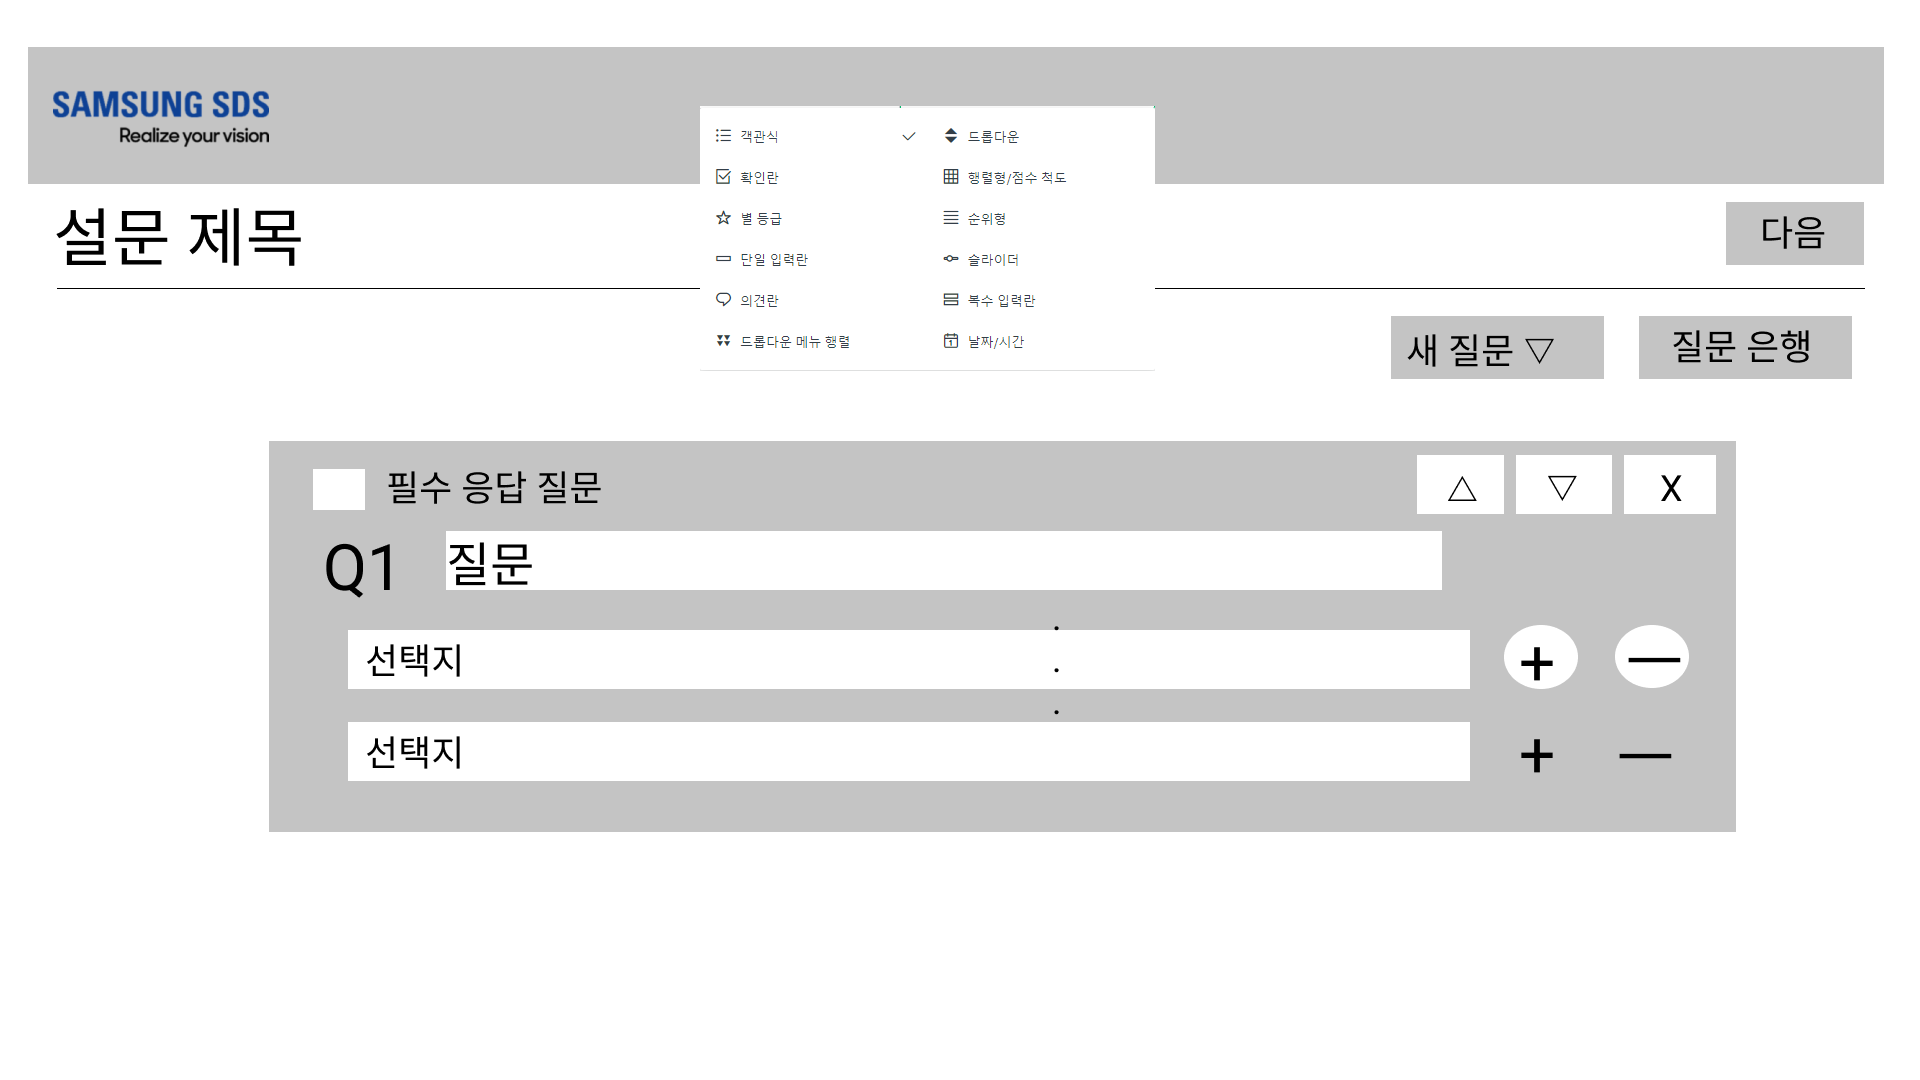 SAMSUNG SDS
Realize your vision
객관식
드롭다운
확인란
행렬형/점수 척도
별 등급
순위형
단일 입력란
슬라이더
의견란
복수 입력란
드롭다운 메뉴 행렬
날짜/시간
설문 제목
다음
새 질문 ▽
질문 은행
필수 응답 질문
△
▽
X
Q1
질문
선택지
+
—
선택지
+
—